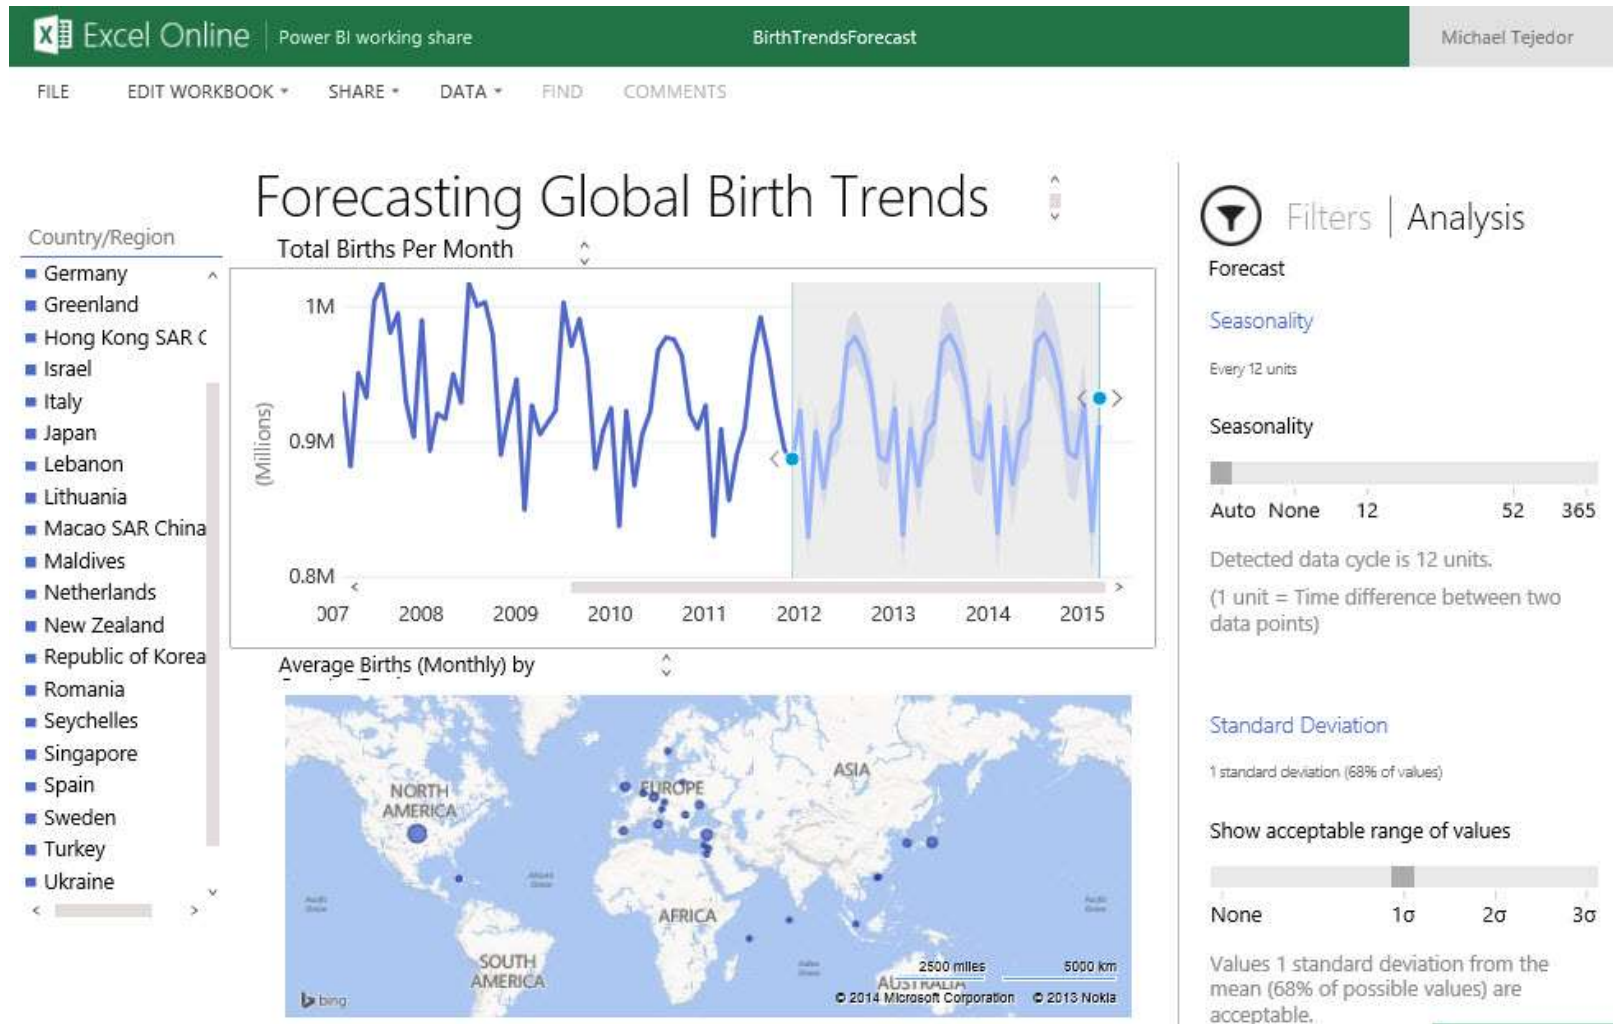 Excel Online
Power BI working share
BirthTrendsForecast
Michael Tejedor
FILE
EDIT WORKBOOK
SHARE
DATA
FIND
COMMENTS
Forecasting Global Birth Trends
Country/Region
Germany
Greenland
Hong Kong SAR C
Israel
Italy
Japan
Lebanon
Lithuania
Macao SAR China
Maldives
Netherlands
New Zealand
Republic of Korea
Romania
Seychelles
Singapore
Spain
Sweden
Turkey
Ukraine
Total Births Per Month
(Millions)
1M
0.9M
0.8M
007 2008 2009 2010 2011 2012 2013 2014 2015
Average Births (Monthly) by
NORTH
AMERICA
EUROPE
ASIA
AFRICA
SOUTH
AMERICA
AUSTRALIA
2500 miles
5000 km
bing
© 2014 Microsoft Corporation © 2013 Nokia
Filters | Analysis
Forecast
Seasonality
Every 12 units
Seasonality
Auto None 12 52 365
Detected data cycle is 12 units.
(1 unit = Time difference between two
data points)
Standard Deviation
1 standard deviation (68% of values)
Show acceptable range of values
None 1σ 2σ 3σ
Values 1 standard deviation from the
mean (68% of possible values) are
acceptable.